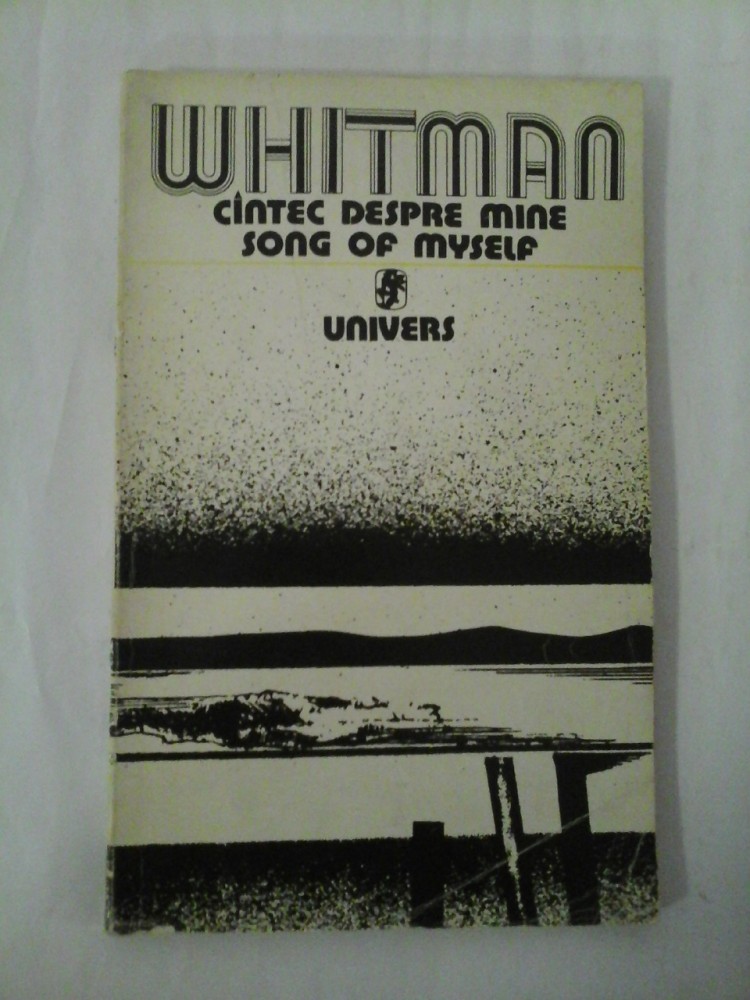 WHITMAN
CÎNTEC DESPRE MINE
SONG OF MYSELF
UNIVERS